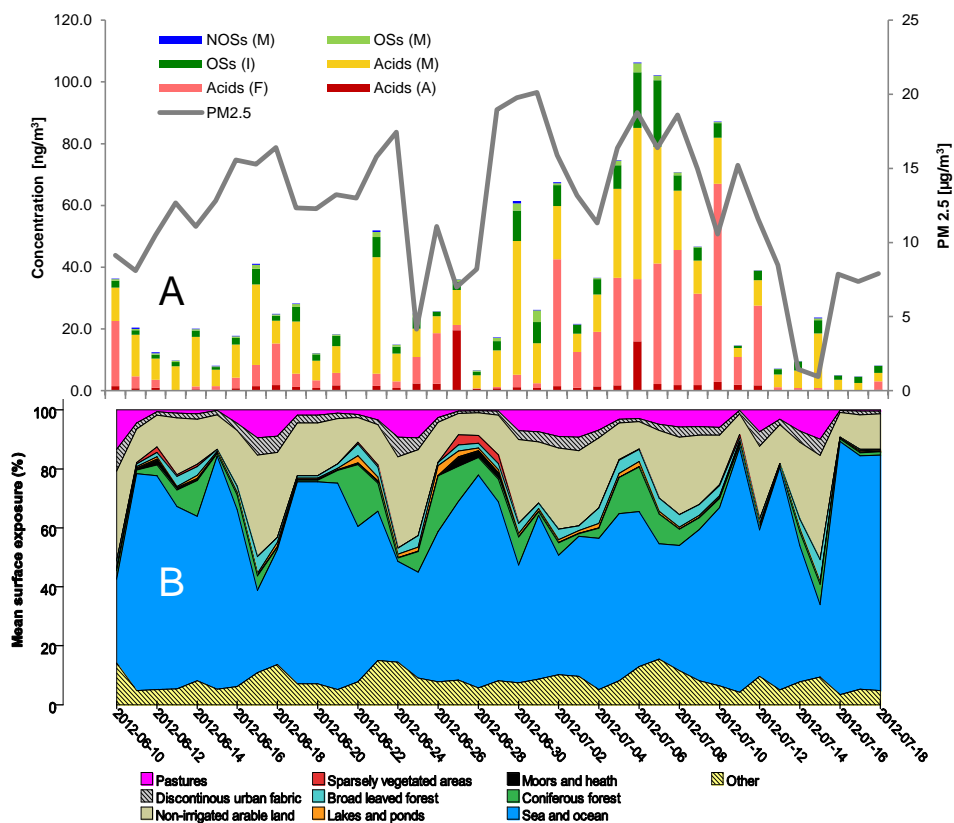 120.0
100.0
80.0
60.0
40.0
20.0
0.0
Concentration [ng/m³]
25
20
15
10
5
0
PM 2.5 [µg/m³]
NOSs (M)
OSs (M)
OSs (I)
Acids (M)
Acids (F)
Acids (A)
PM2.5
A
100
80
60
40
20
0
Mean surface exposure (%)
B
2012-06-10
2012-06-12
2012-06-14
2012-06-16
2012-06-18
2012-06-20
2012-06-22
2012-06-24
2012-06-26
2012-06-28
2012-06-30
2012-07-02
2012-07-04
2012-07-06
2012-07-08
2012-07-10
2012-07-12
2012-07-14
2012-07-16
2012-07-18
Pastures
Sparsely vegetated areas
Moors and heath
Other
Discontinous urban fabric
Broad leaved forest
Coniferous forest
Non-irrigated arable land
Lakes and ponds
Sea and ocean